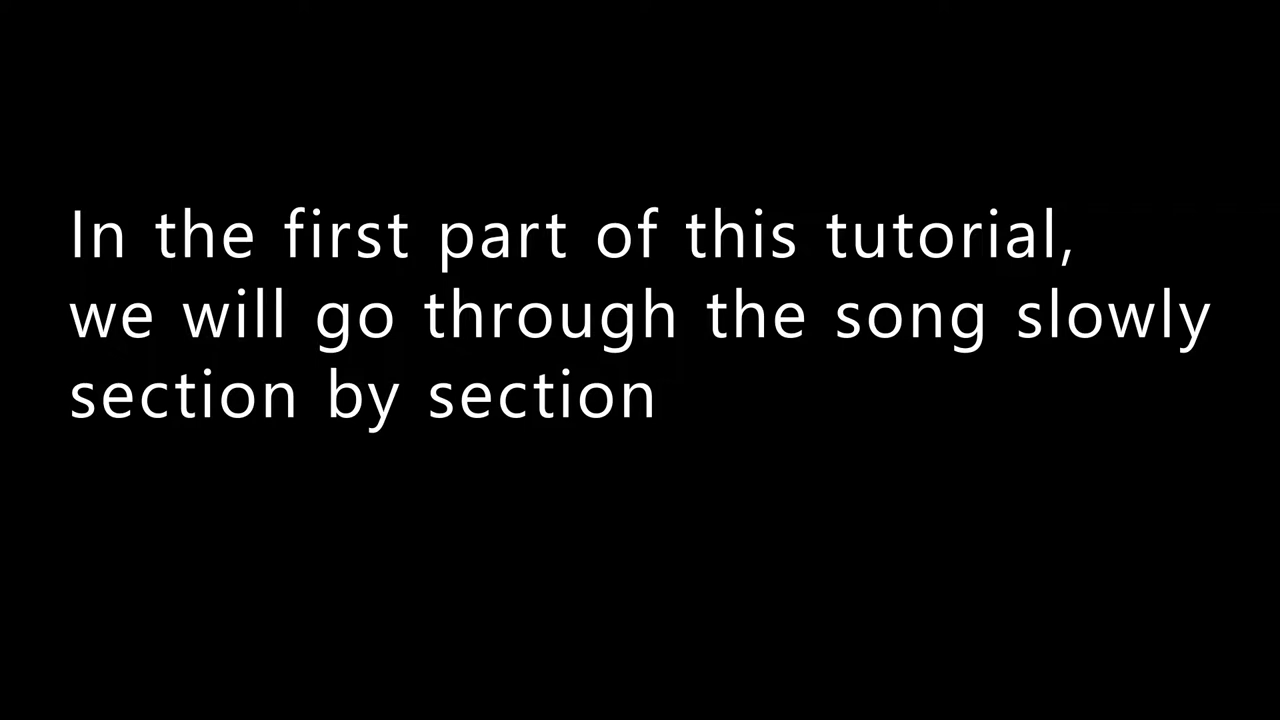 In the first part of this tutorial,
we will go through the song slowly
section by section